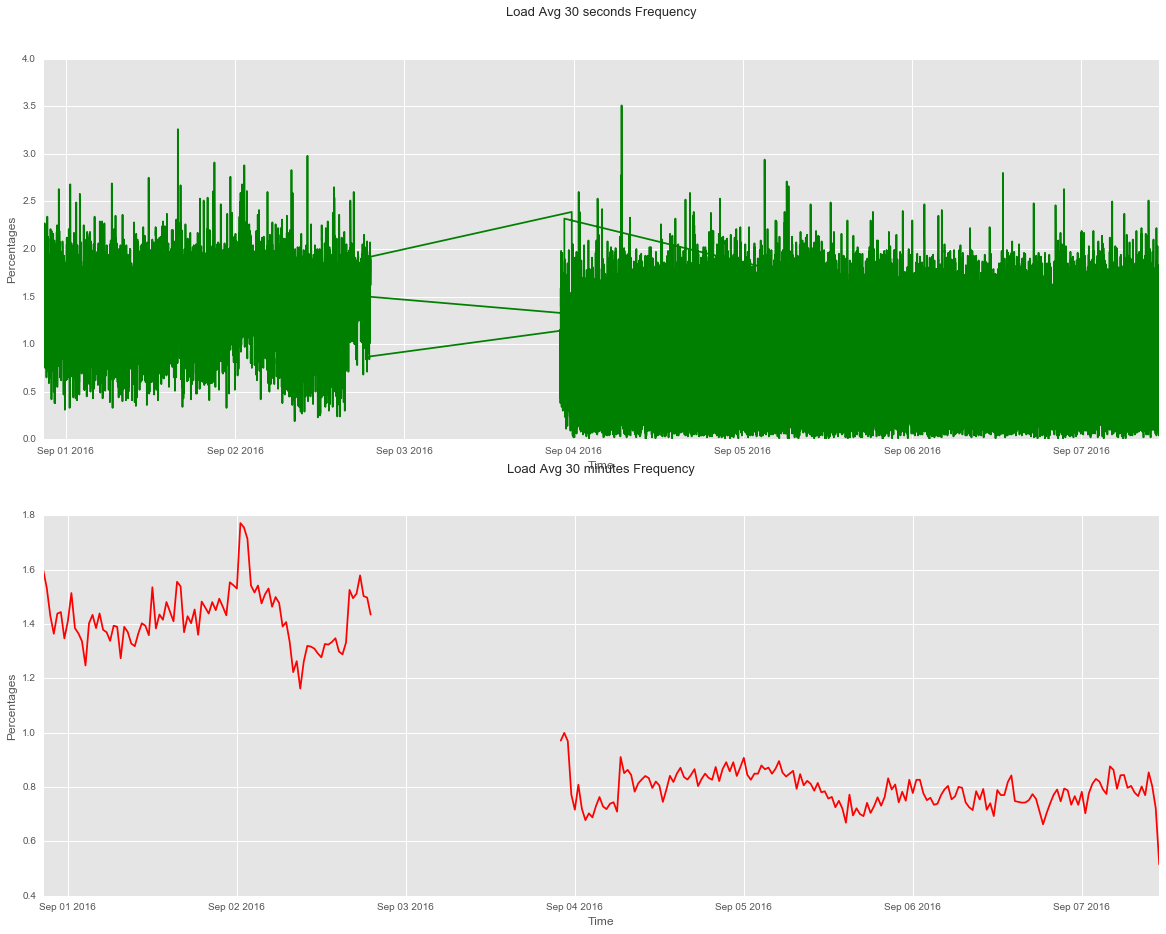 Load Avg 30 seconds Frequency
4.0
3.5
3.0
2.5
2.0
1.5
1.0
0.5
0.0
Percentages
Sep 01 2016 Sep 02 2016 Sep 03 2016 Sep 04 2016 Sep 05 2016 Sep 06 2016 Sep 07 2016
Time
Load Avg 30 minutes Frequency
1.8
1.6
1.4
1.2
1.0
0.8
0.6
0.4
Percentages
Sep 01 2016 Sep 02 2016 Sep 03 2016 Sep 04 2016 Sep 05 2016 Sep 06 2016 Sep 07 2016
Time